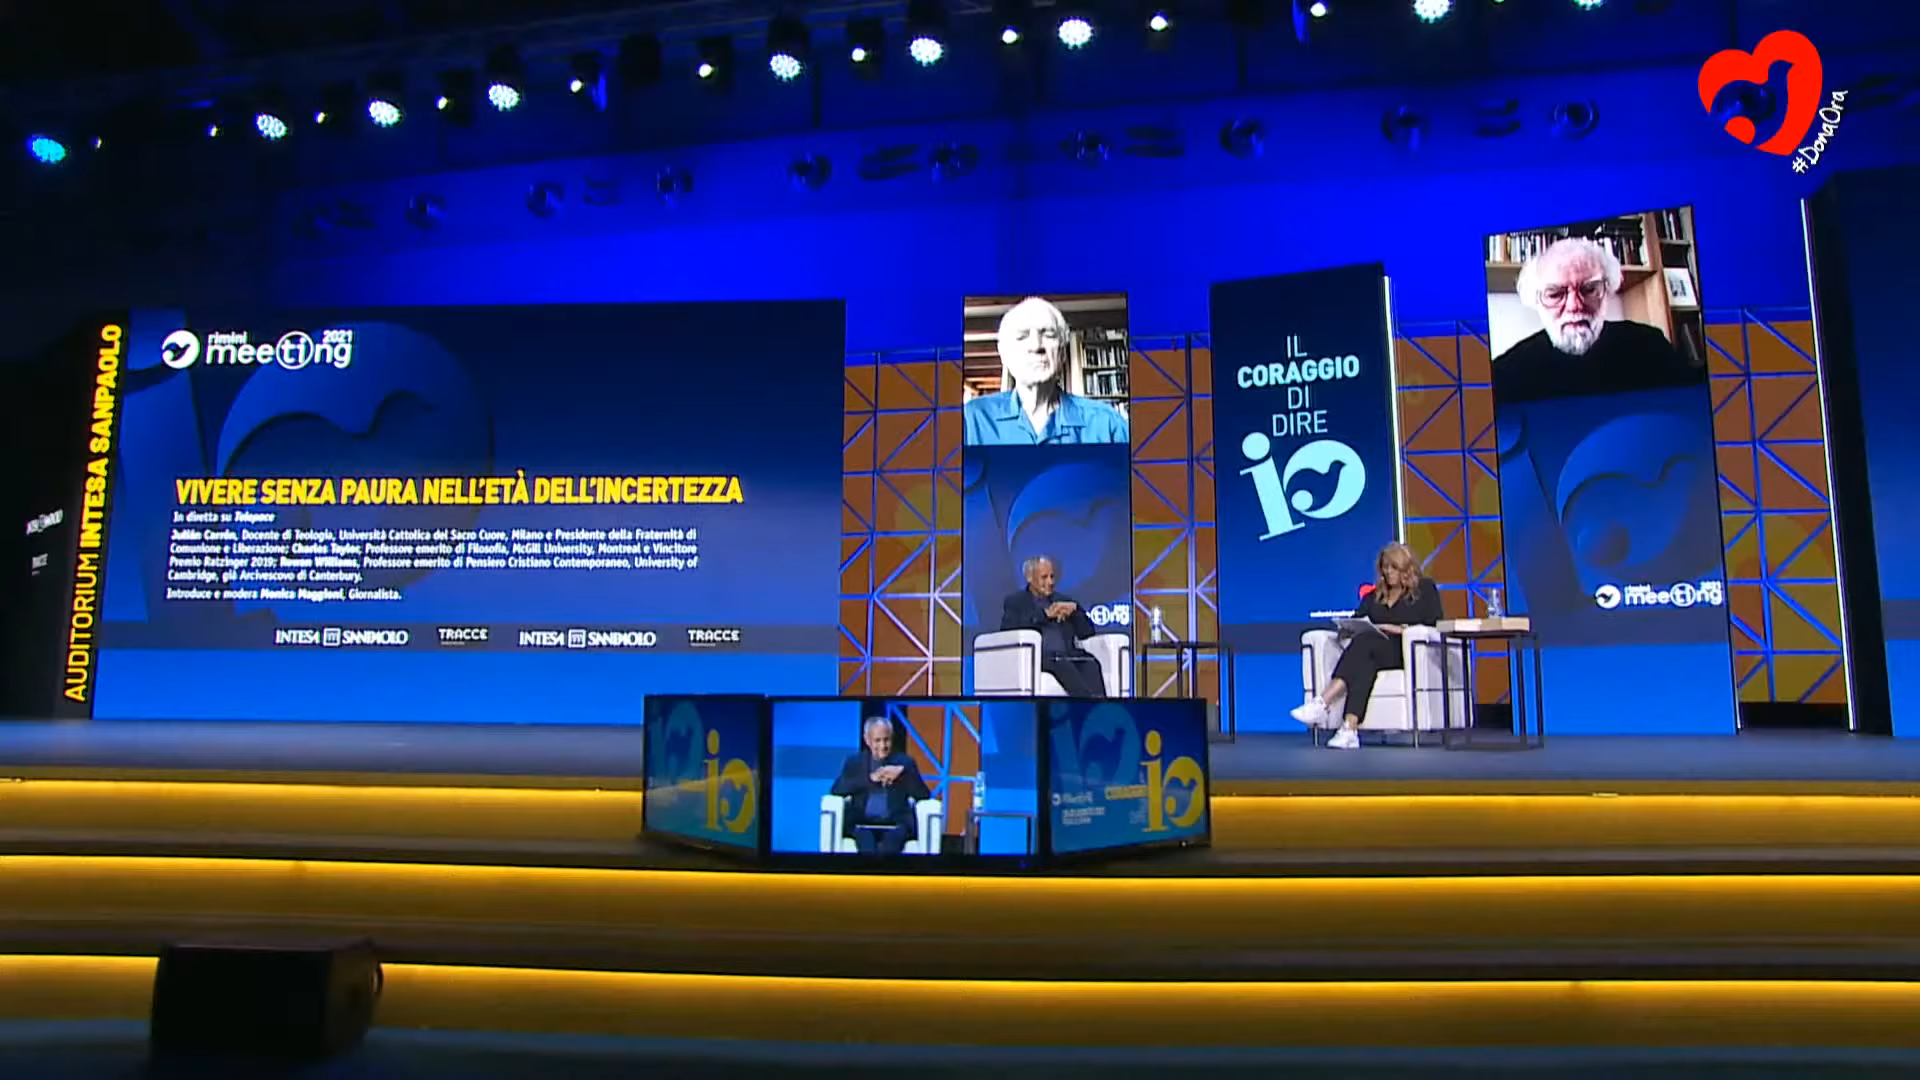 #DonaOra
AUDITORIUM INTESA SANPAOLO
rimini 2021
meeting
VIVERE SENZA PAURA NELL'ETÀ DELL'INCERTEZZA
In diretta su Telepace
Julián Carrón, Docente di Teologia, Università Cattolica del Sacro Cuore, Milano e Presidente della Fraternità di
Comunione e Liberazione; Charles Taylor, Professore emerito di Filosofia, McGill University, Montreal e Vincitore
Premio Ratzinger 2019; Rowan Williams, Professore emerito di Pensiero Cristiano Contemporaneo, University of
Cambridge, già Arcivescovo di Canterbury.
Introduce e modera Monica Maggioni, Giornalista.
INTESA SANPAOLO TRACCE INTESA SANPAOLO TRACCE
IL
CORAGGIO
DI
DIRE
io
rimini 2021
meeting
io
CORAGGIO
io